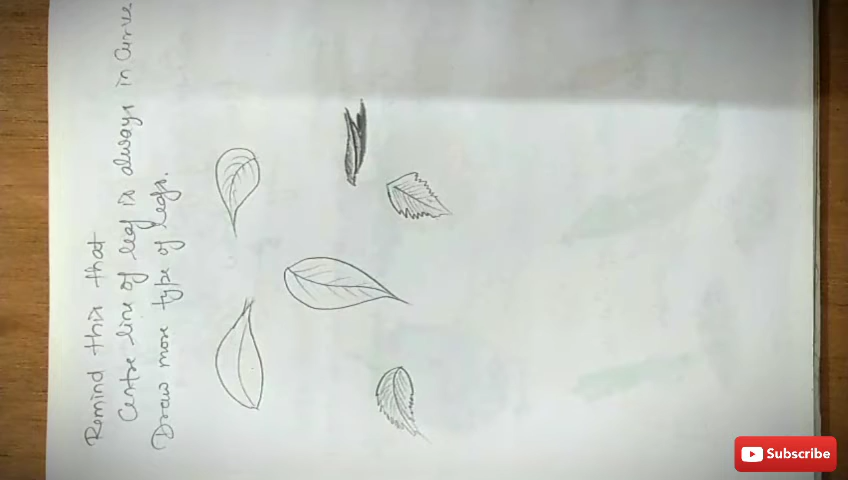 Remind this that
Centre line of leaf is always in Curve
Draw more type of leafs.
Subscribe